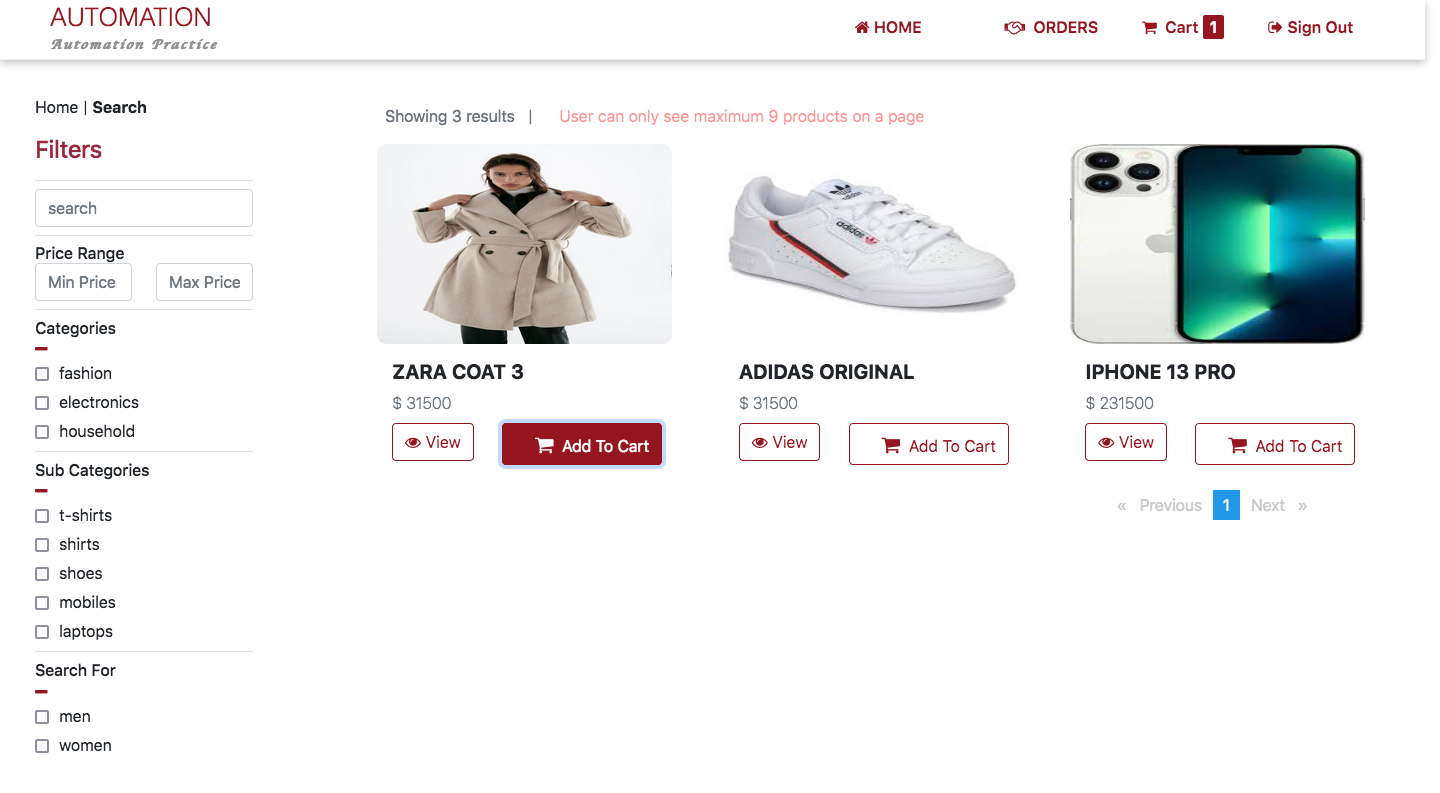 AUTOMATION
Automation Practice
HOME
ORDERS
Cart 1
Sign Out
Home | Search
Filters
search
Price Range
Min Price
Max Price
Categories
fashion
electronics
household
Sub Categories
t-shirts
shirts
shoes
mobiles
laptops
Search For
men
women
Showing 3 results |
User can only see maximum 9 products on a page
ZARA COAT 3
$ 31500
View
Add To Cart
adidas
ADIDAS ORIGINAL
$ 31500
View
Add To Cart
IPHONE 13 PRO
$ 231500
View
Add To Cart
« Previous 1 Next »